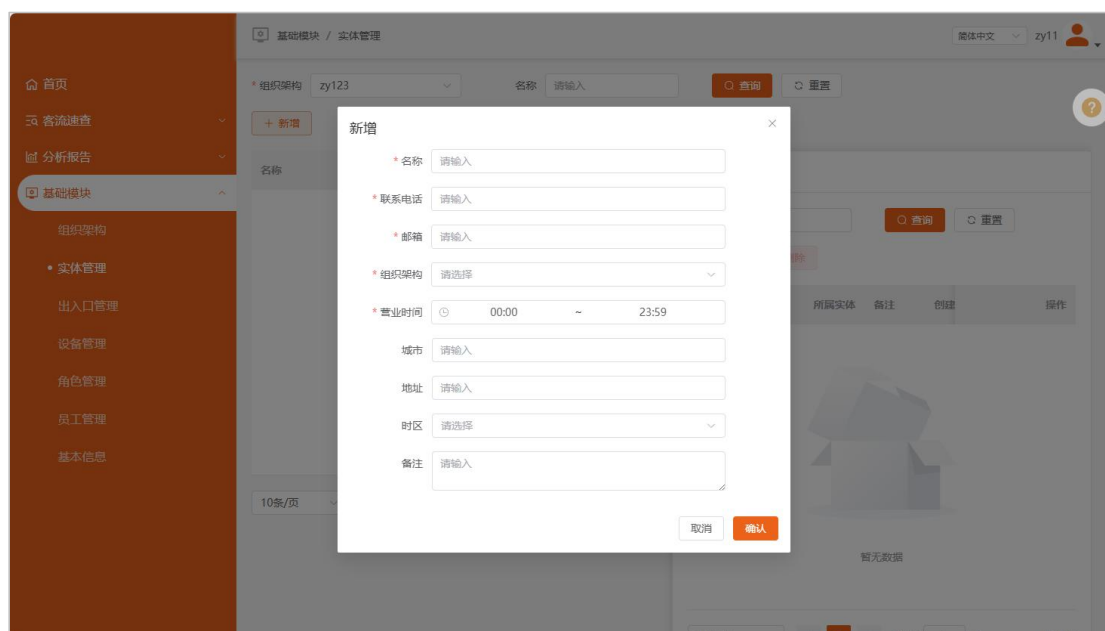 基础模块 / 实体管理
简体中文
zy11
首页
客流速查
分析报告
基础模块
组织架构
实体管理
出入口管理
设备管理
角色管理
员工管理
基本信息
* 组织架构 zy123
名称 请输入
查询
重置
?
+ 新增
名称
10条/页
新增
* 名称 请输入
* 联系电话 请输入
* 邮箱 请输入
* 组织架构 请选择
* 营业时间 00:00 ~ 23:59
城市 请输入
地址 请输入
时区 请选择
备注 请输入
取消 确认
查询 重置
所属实体 备注 创建 操作
暂无数据